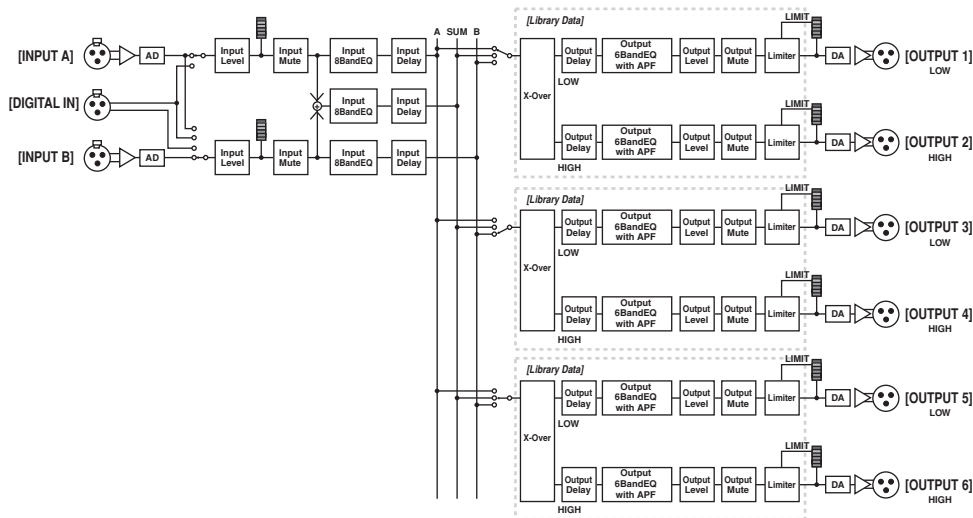 [INPUT A]
AD
Input Level
Input Mute
Input 8BandEQ
Input Delay
[DIGITAL IN]
Input 8BandEQ
Input Delay
[INPUT B]
AD
Input Level
Input Mute
Input 8BandEQ
Input Delay
A SUM B
[Library Data]
X-Over
LOW
Output Delay
Output 6BandEQ with APF
Output Level
Output Mute
Limiter
LIMIT
DA
[OUTPUT 1]
LOW
HIGH
Output Delay
Output 6BandEQ with APF
Output Level
Output Mute
Limiter
LIMIT
DA
[OUTPUT 2]
HIGH
[Library Data]
X-Over
LOW
Output Delay
Output 6BandEQ with APF
Output Level
Output Mute
Limiter
LIMIT
DA
[OUTPUT 3]
LOW
HIGH
Output Delay
Output 6BandEQ with APF
Output Level
Output Mute
Limiter
LIMIT
DA
[OUTPUT 4]
HIGH
[Library Data]
X-Over
LOW
Output Delay
Output 6BandEQ with APF
Output Level
Output Mute
Limiter
LIMIT
DA
[OUTPUT 5]
LOW
HIGH
Output Delay
Output 6BandEQ with APF
Output Level
Output Mute
Limiter
LIMIT
DA
[OUTPUT 6]
HIGH